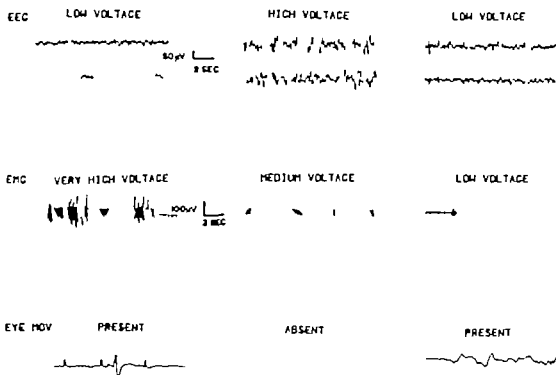 EEG LOW VOLTAGE HIGH VOLTAGE LOW VOLTAGE
50µV
2 SEC
EMG VERY HIGH VOLTAGE MEDIUM VOLTAGE LOW VOLTAGE
100µV
2 SEC
EYE MOV PRESENT ABSENT PRESENT